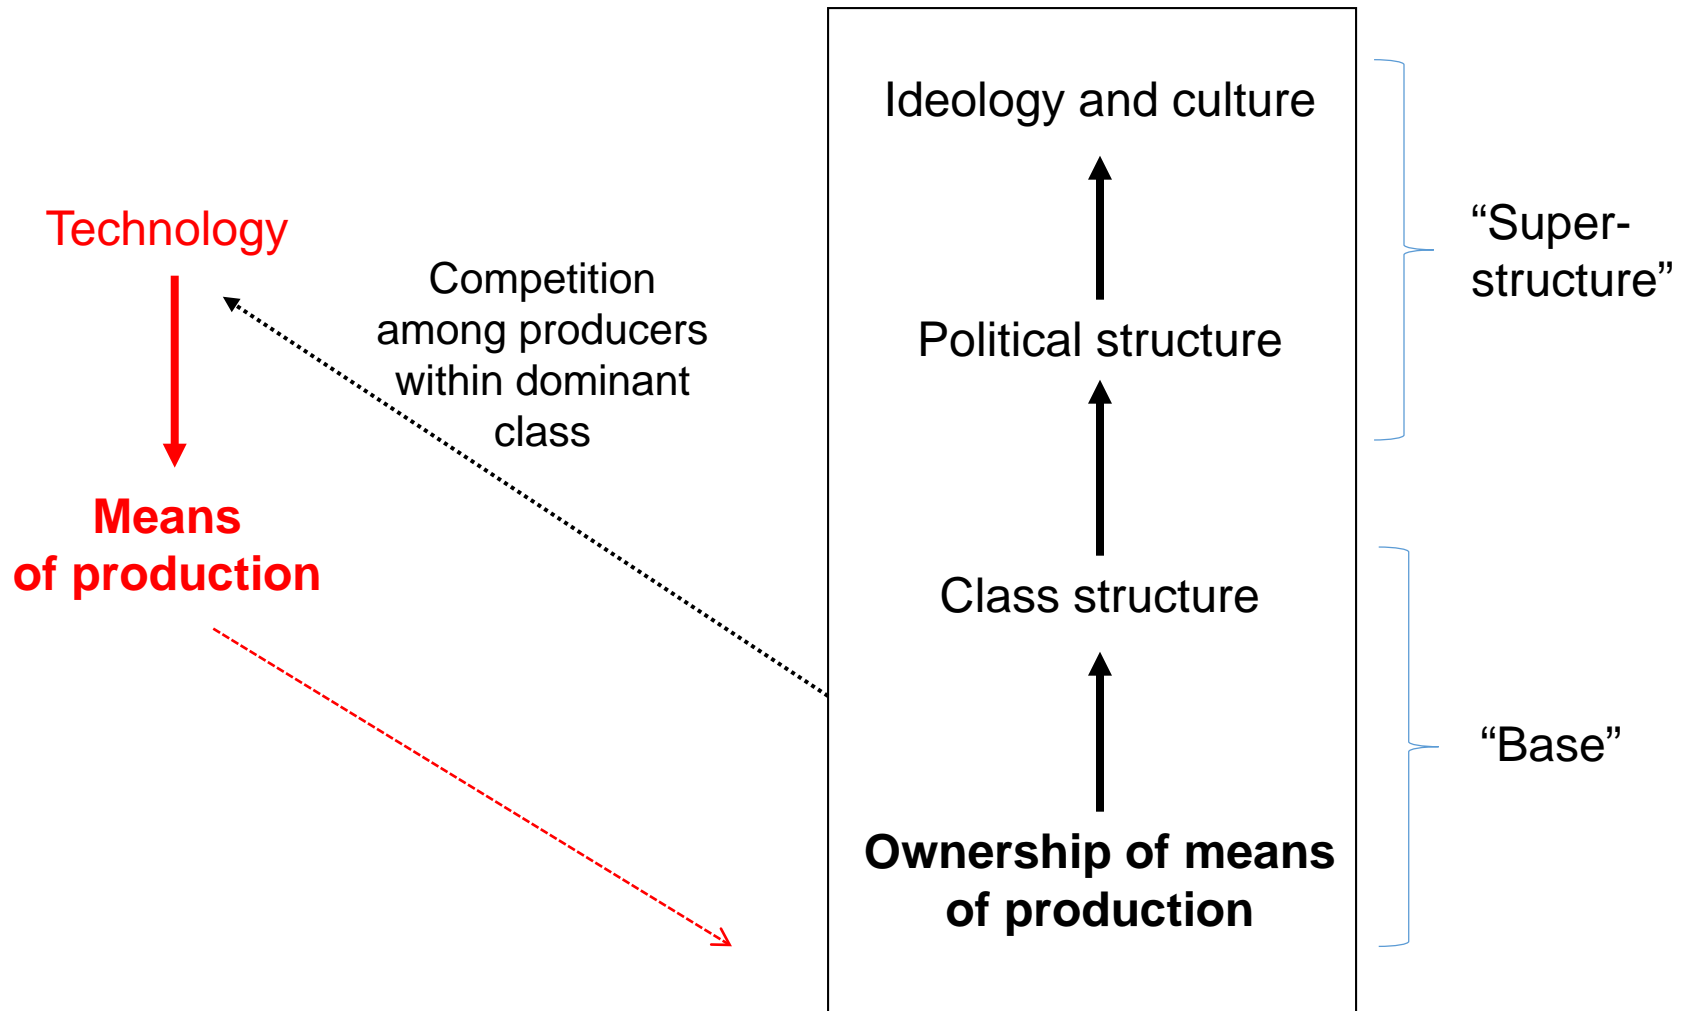 Ideology and culture
Technology
Competition
among producers
within dominant
class
“Super-
structure”
Political structure
Means
of production
Class structure
“Base”
Ownership of means
of production